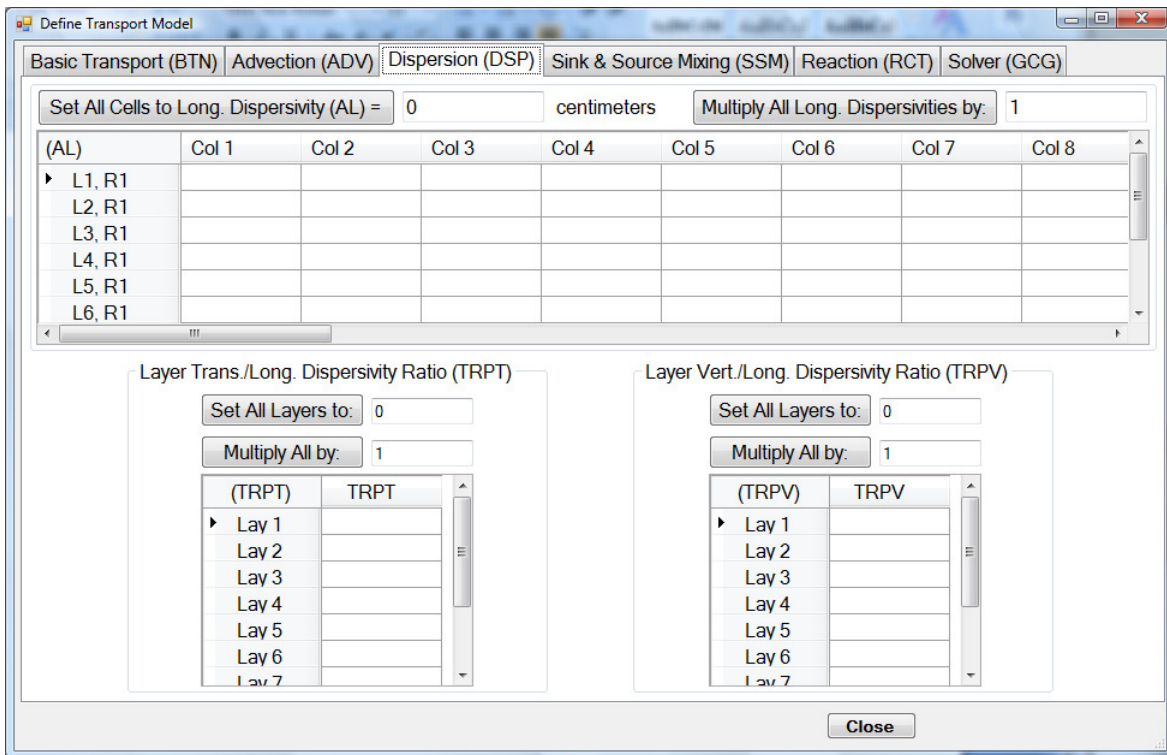 Define Transport Model
Basic Transport (BTN) Advection (ADV) Dispersion (DSP) Sink & Source Mixing (SSM) Reaction (RCT) Solver (GCG)
Set All Cells to Long. Dispersivity (AL) = 0 centimeters Multiply All Long. Dispersivities by: 1
(AL) Col 1 Col 2 Col 3 Col 4 Col 5 Col 6 Col 7 Col 8
L1, R1
L2, R1
L3, R1
L4, R1
L5, R1
L6, R1
Layer Trans./Long. Dispersivity Ratio (TRPT)
Set All Layers to: 0
Multiply All by: 1
(TRPT) TRPT
Lay 1
Lay 2
Lay 3
Lay 4
Lay 5
Lay 6
Lay 7
Layer Vert./Long. Dispersivity Ratio (TRPV)
Set All Layers to: 0
Multiply All by: 1
(TRPV) TRPV
Lay 1
Lay 2
Lay 3
Lay 4
Lay 5
Lay 6
Lay 7
Close